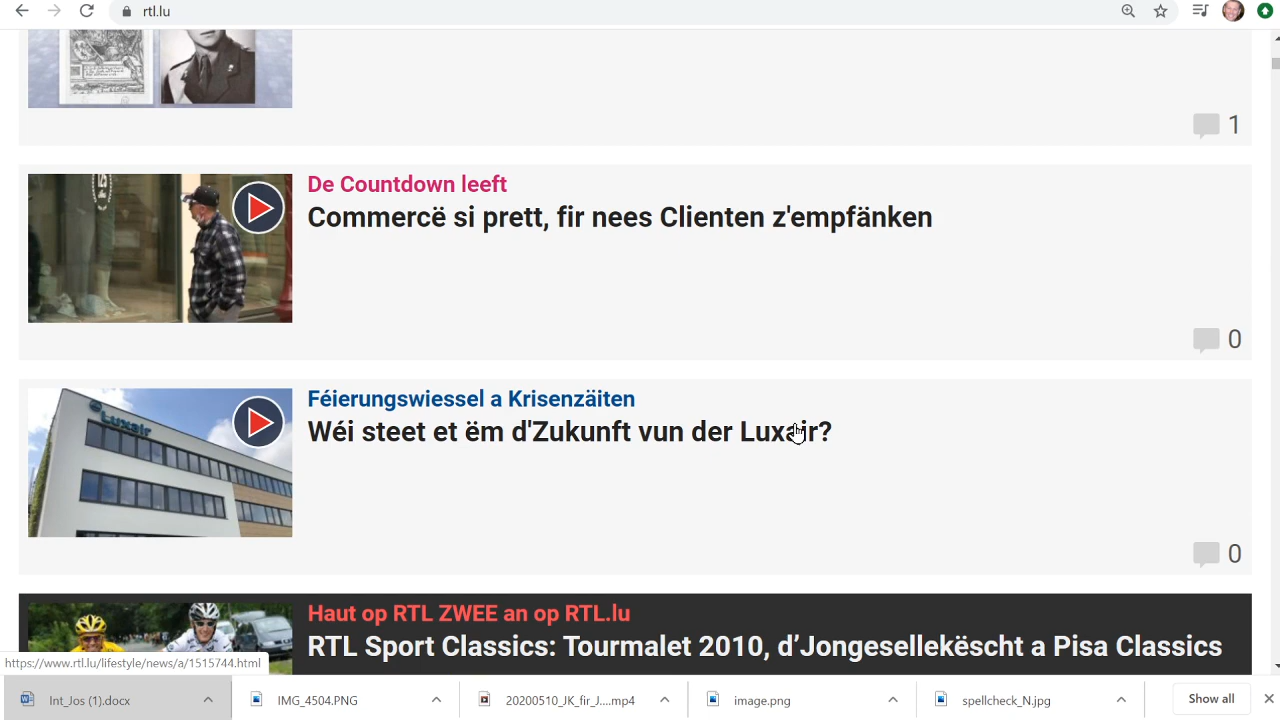 rtl.lu
1
De Countdown leeft
Commercë si prett, fir nees Clienten z'empfänken
0
Luxair
Féierungswiessel a Krisenzäiten
Wéi steet et ëm d'Zukunft vun der Luxair?
0
Haut op RTL ZWEE an op RTL.lu
RTL Sport Classics: Tourmalet 2010, d’Jongesellekëscht a Pisa Classics
https://www.rtl.lu/lifestyle/news/a/1515744.html
Int_Jos (1).docx
IMG_4504.PNG
20200510_JK_fir_J....mp4
image.png
spellcheck_N.jpg
Show all